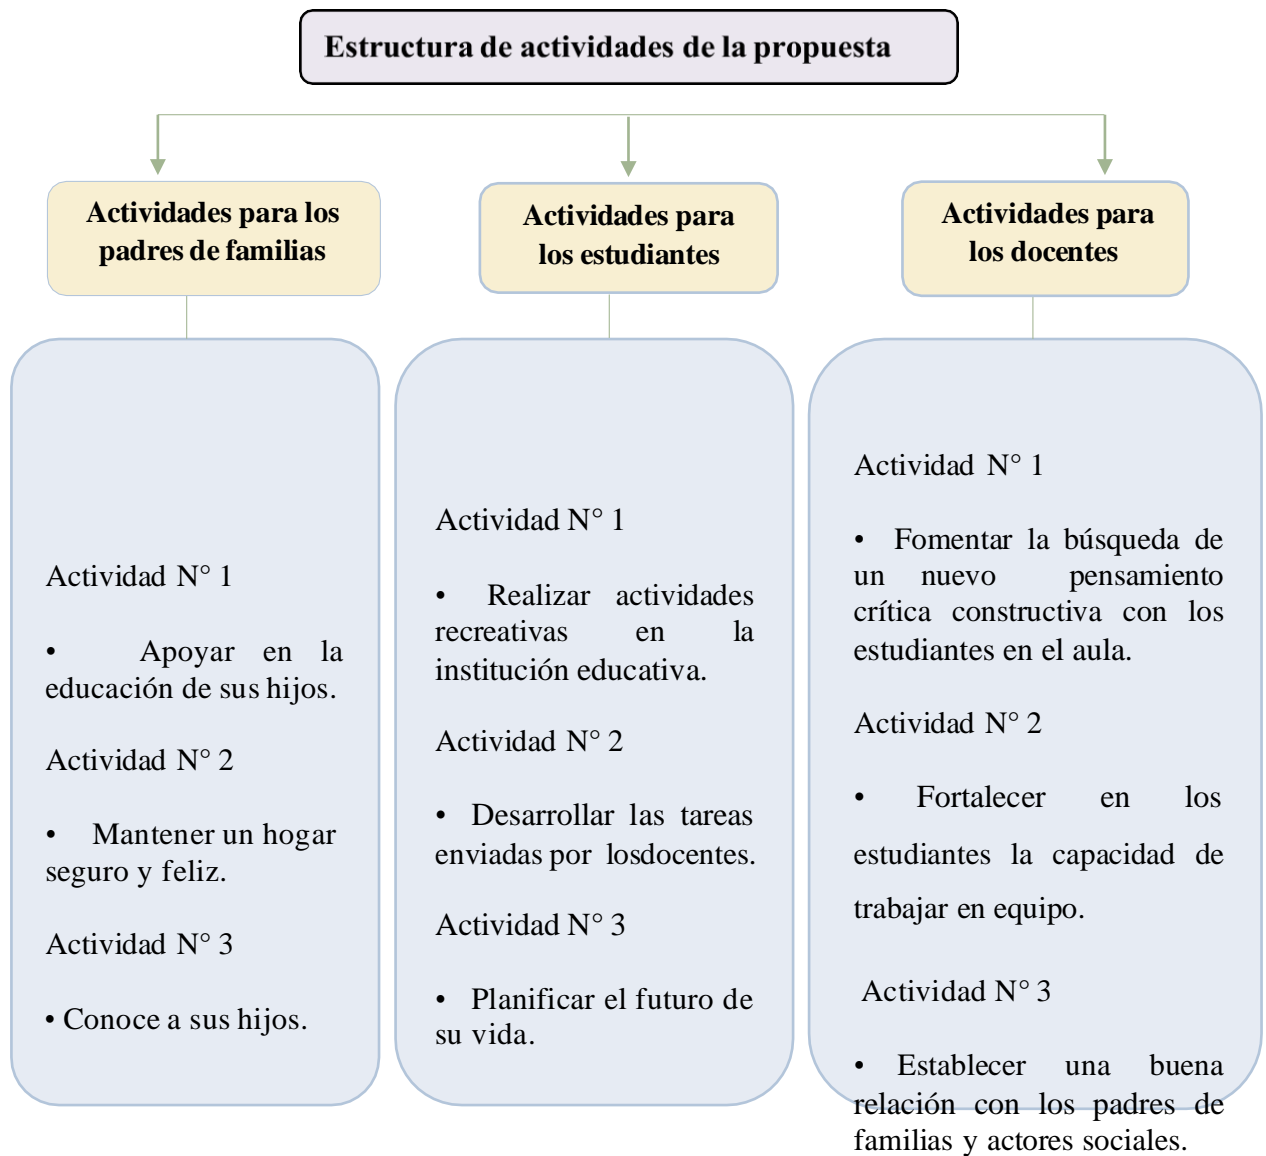 Estructura de actividades de la propuesta
Actividades para los
padres de familias
Actividad N° 1
• Apoyar en la
educación de sus hijos.
Actividad N° 2
• Mantener un hogar
seguro y feliz.
Actividad N° 3
• Conoce a sus hijos.
Actividades para
los estudiantes
Actividad N° 1
• Realizar actividades
recreativas en la
institución educativa.
Actividad N° 2
• Desarrollar las tareas
enviadas por losdocentes.
Actividad N° 3
• Planificar el futuro de
su vida.
Actividades para
los docentes
Actividad N° 1
• Fomentar la búsqueda de
un nuevo pensamiento
crítica constructiva con los
estudiantes en el aula.
Actividad N° 2
• Fortalecer en los
estudiantes la capacidad de
trabajar en equipo.
Actividad N° 3
• Establecer una buena
relación con los padres de
familias y actores sociales.